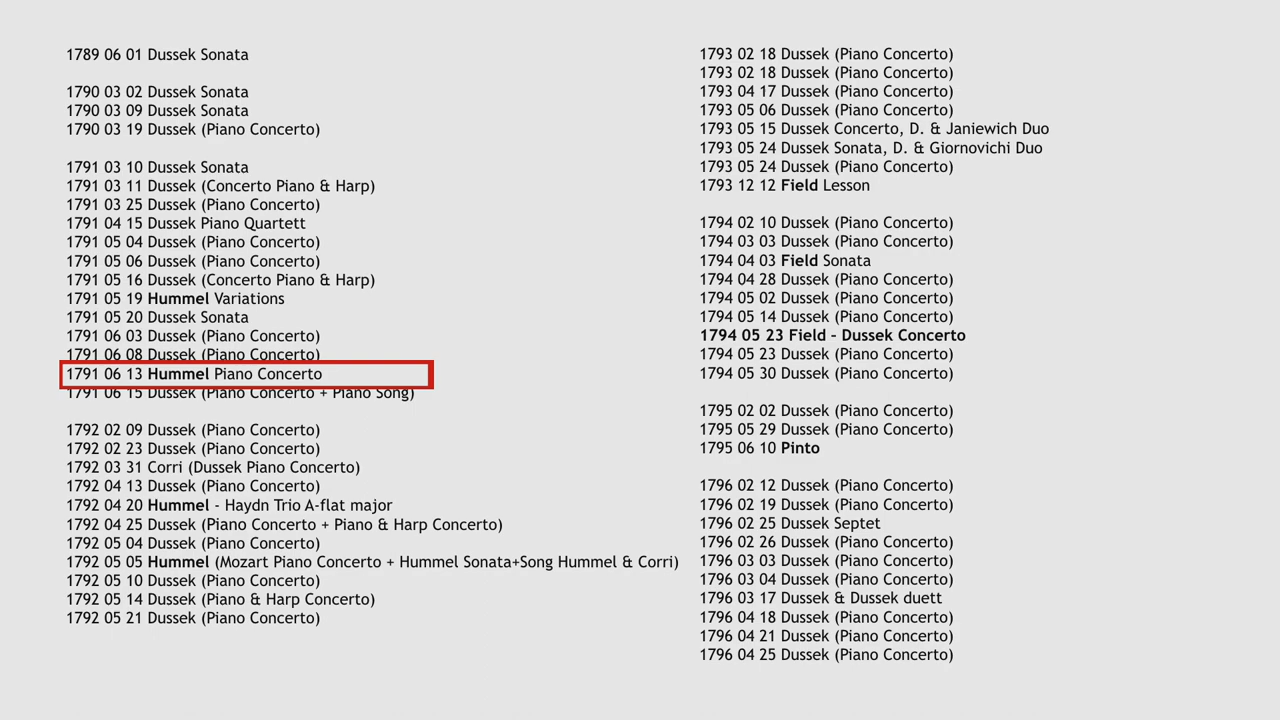 1789 06 01 Dussek Sonata
1790 03 02 Dussek Sonata
1790 03 09 Dussek Sonata
1790 03 19 Dussek (Piano Concerto)
1791 03 10 Dussek Sonata
1791 03 11 Dussek (Concerto Piano & Harp)
1791 03 25 Dussek (Piano Concerto)
1791 04 15 Dussek Piano Quartett
1791 05 04 Dussek (Piano Concerto)
1791 05 06 Dussek (Piano Concerto)
1791 05 16 Dussek (Concerto Piano & Harp)
1791 05 19 Hummel Variations
1791 05 20 Dussek Sonata
1791 06 03 Dussek (Piano Concerto)
1791 06 08 Dussek (Piano Concerto)
1791 06 13 Hummel Piano Concerto
1791 06 15 Dussek (Piano Concerto + Piano Song)
1792 02 09 Dussek (Piano Concerto)
1792 02 23 Dussek (Piano Concerto)
1792 03 31 Corri (Dussek Piano Concerto)
1792 04 13 Dussek (Piano Concerto)
1792 04 20 Hummel - Haydn Trio A-flat major
1792 04 25 Dussek (Piano Concerto + Piano & Harp Concerto)
1792 05 04 Dussek (Piano Concerto)
1792 05 05 Hummel (Mozart Piano Concerto + Hummel Sonata+Song Hummel & Corri)
1792 05 10 Dussek (Piano Concerto)
1792 05 14 Dussek (Piano & Harp Concerto)
1792 05 21 Dussek (Piano Concerto)
1793 02 18 Dussek (Piano Concerto)
1793 02 18 Dussek (Piano Concerto)
1793 04 17 Dussek (Piano Concerto)
1793 05 06 Dussek (Piano Concerto)
1793 05 15 Dussek Concerto, D. & Janiewich Duo
1793 05 24 Dussek Sonata, D. & Giornovichi Duo
1793 05 24 Dussek (Piano Concerto)
1793 12 12 Field Lesson
1794 02 10 Dussek (Piano Concerto)
1794 03 03 Dussek (Piano Concerto)
1794 04 03 Field Sonata
1794 04 28 Dussek (Piano Concerto)
1794 05 02 Dussek (Piano Concerto)
1794 05 14 Dussek (Piano Concerto)
1794 05 23 Field - Dussek Concerto
1794 05 23 Dussek (Piano Concerto)
1794 05 30 Dussek (Piano Concerto)
1795 02 02 Dussek (Piano Concerto)
1795 05 29 Dussek (Piano Concerto)
1795 06 10 Pinto
1796 02 12 Dussek (Piano Concerto)
1796 02 19 Dussek (Piano Concerto)
1796 02 25 Dussek Septet
1796 02 26 Dussek (Piano Concerto)
1796 03 03 Dussek (Piano Concerto)
1796 03 04 Dussek (Piano Concerto)
1796 03 17 Dussek & Dussek duett
1796 04 18 Dussek (Piano Concerto)
1796 04 21 Dussek (Piano Concerto)
1796 04 25 Dussek (Piano Concerto)